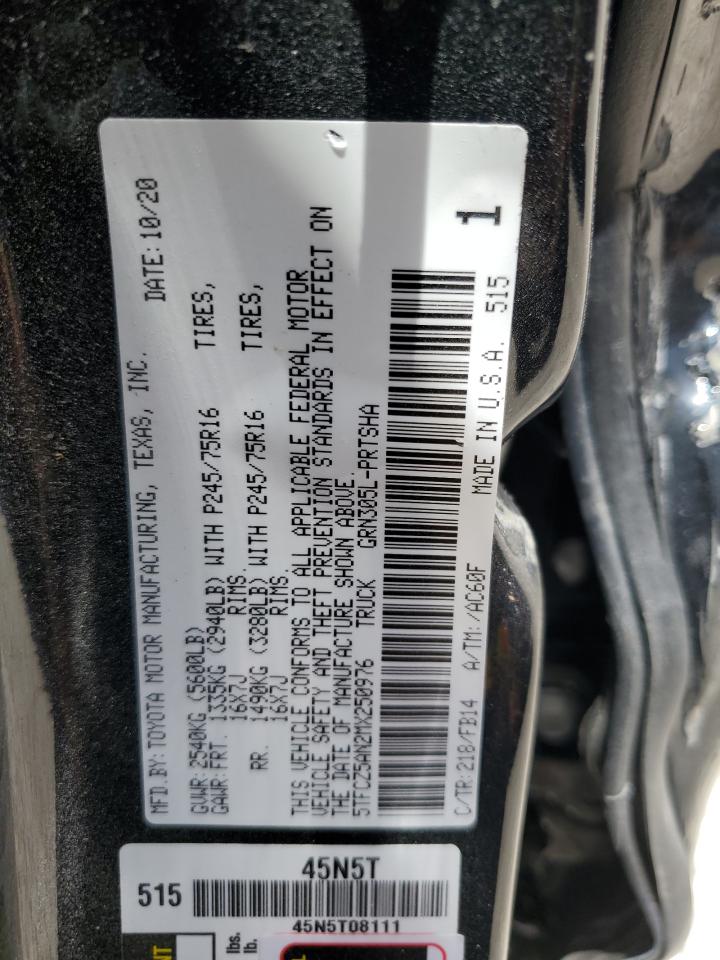 MFD.BY:TOYOTA MOTOR MANUFACTURING, TEXAS, INC. DATE:10/20
GVWR:2540KG (5600LB)
GAWR:FRT. 1335KG (2940LB) WITH P245/75R16 TIRES,
16X7J RIMS.
RR. 1490KG (3280LB) WITH P245/75R16 TIRES,
16X7J RIMS.
THIS VEHICLE CONFORMS TO ALL APPLICABLE FEDERAL MOTOR
VEHICLE SAFETY AND THEFT PREVENTION STANDARDS IN EFFECT ON
THE DATE OF MANUFACTURE SHOWN ABOVE.
5TFCZ5AN2MX250976 TRUCK GRN305L-PRTSHA
1
C/TR:218/FB14 A/TM:/AC60F MADE IN U.S.A. 515
45N5T
515
45N5T08111
lbs.
lb.